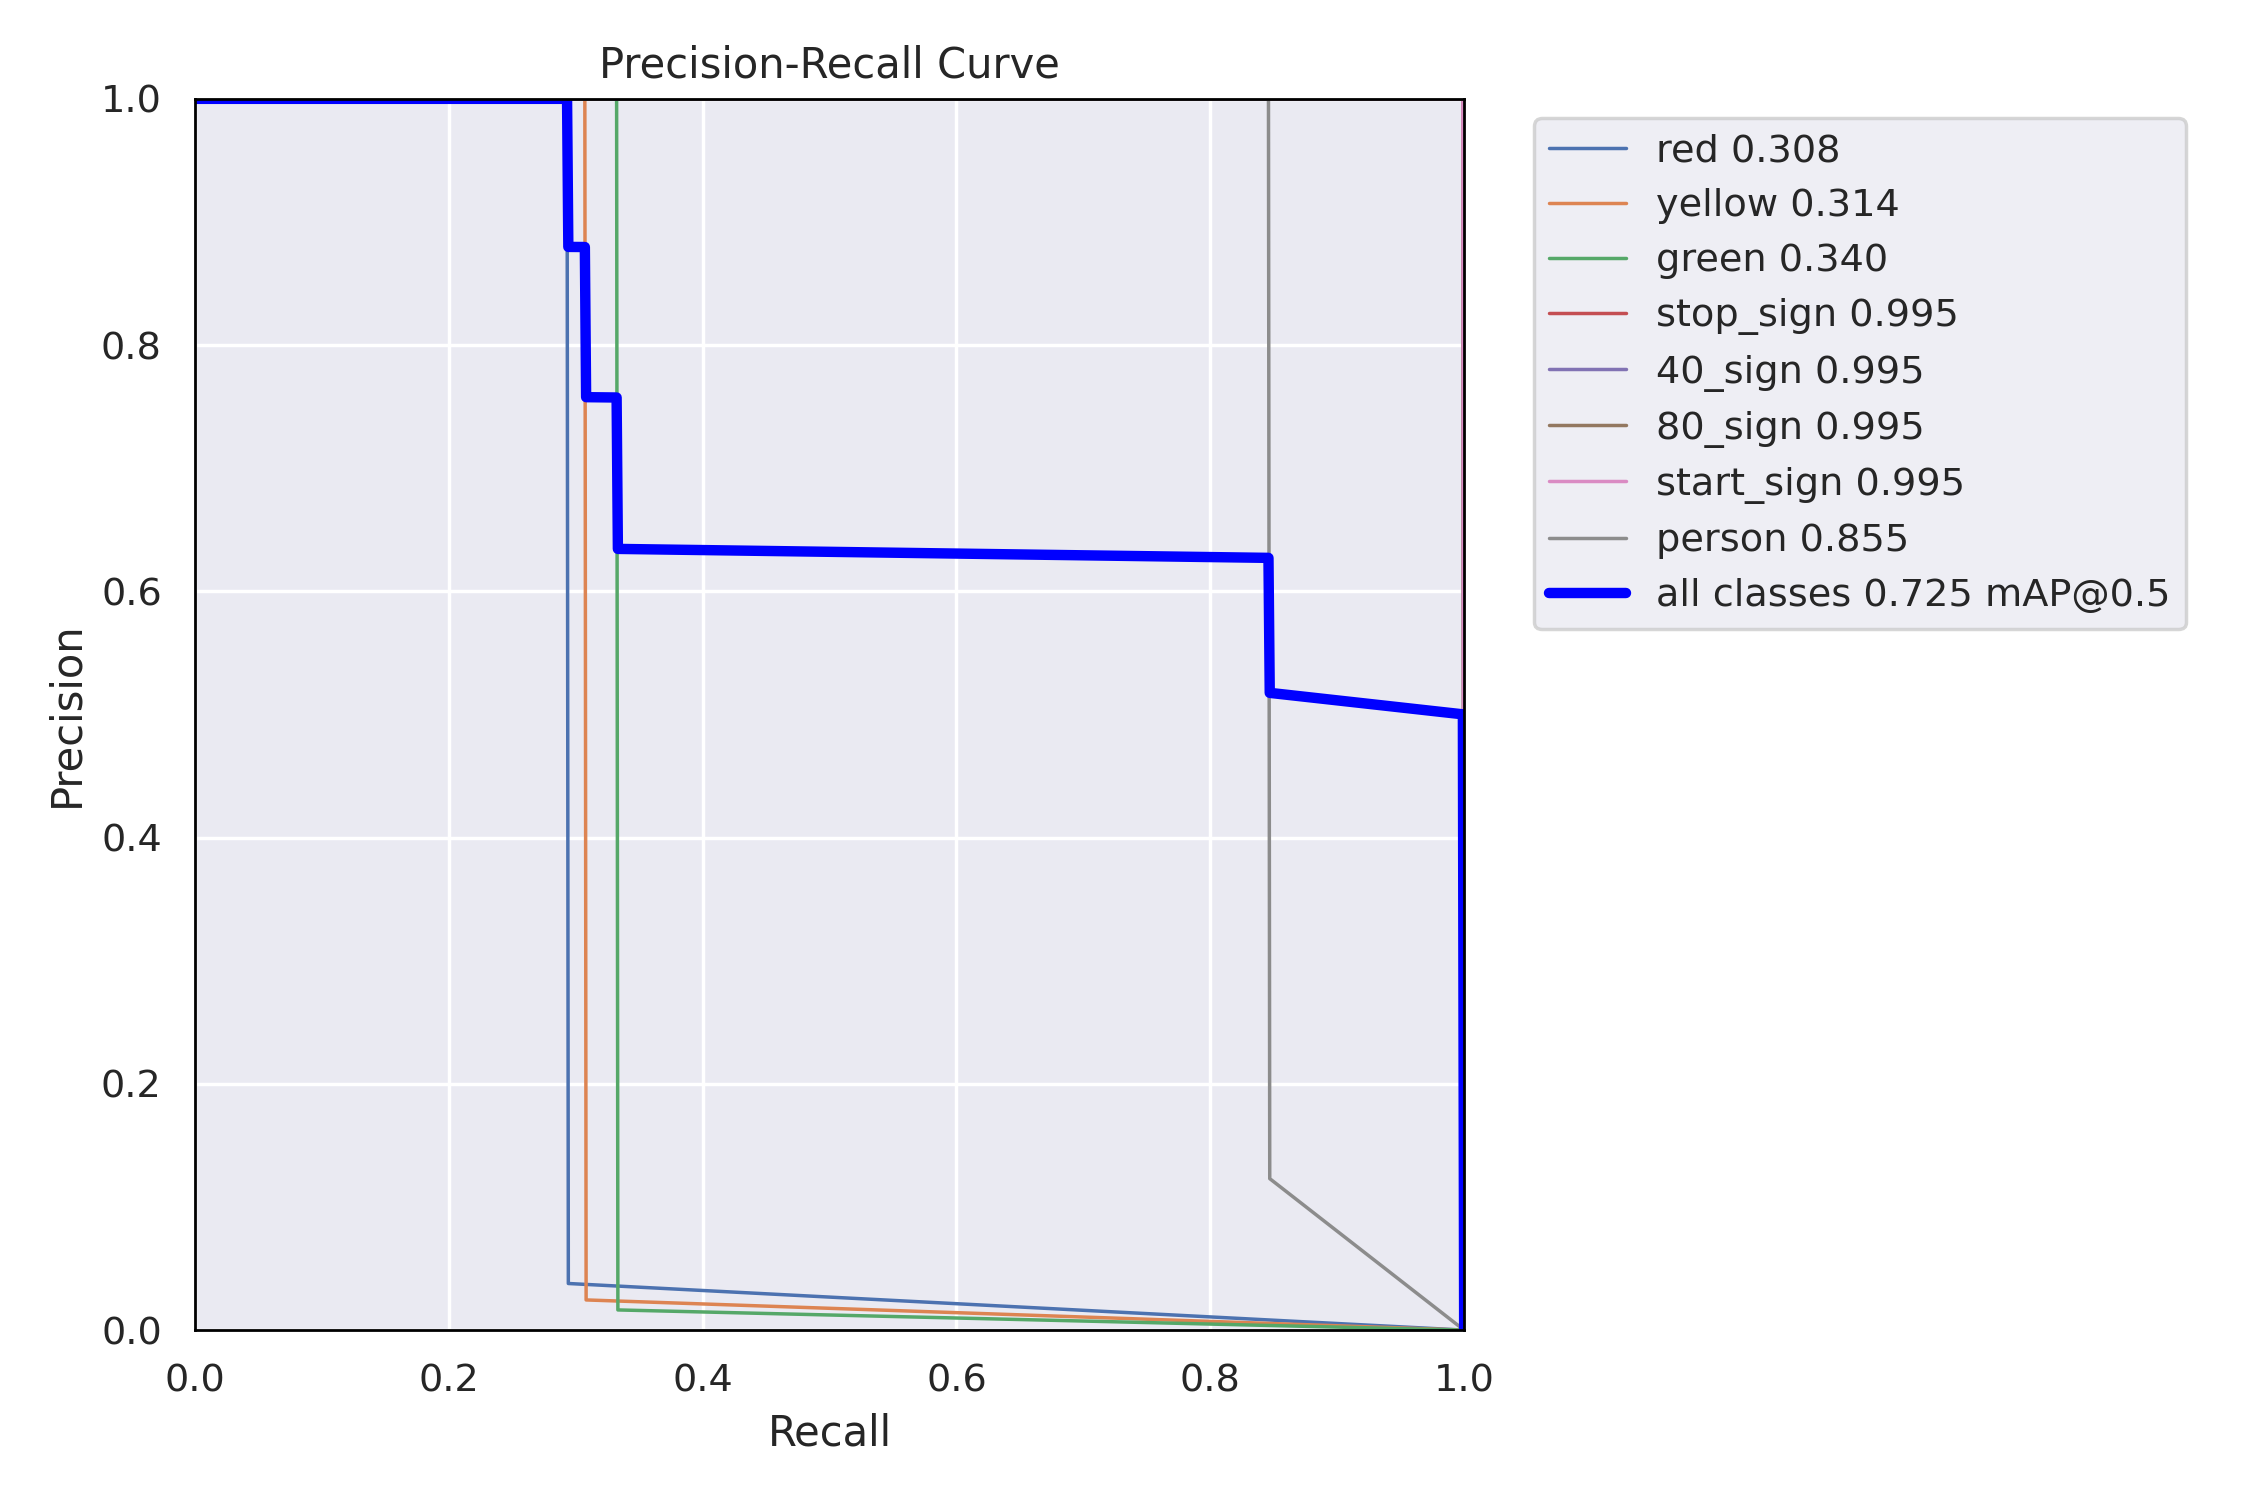 Precision-Recall Curve
1.0
0.8
0.6
0.4
0.2
0.0
Precision
0.0 0.2 0.4 0.6 0.8 1.0
Recall
red 0.308
yellow 0.314
green 0.340
stop_sign 0.995
40_sign 0.995
80_sign 0.995
start_sign 0.995
person 0.855
all classes 0.725 mAP@0.5